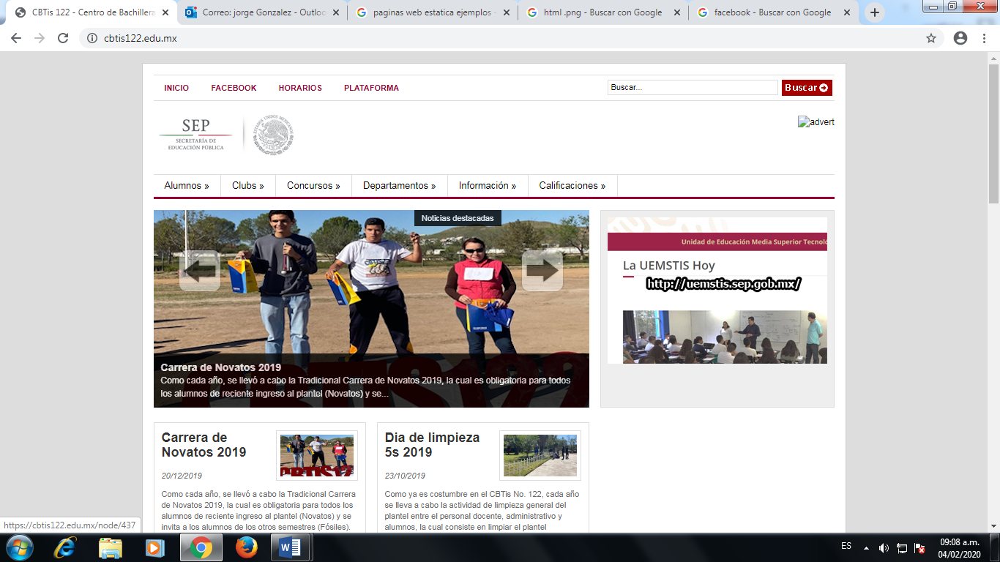 CBTis 122 - Centro de Bachillera
Correo: jorge Gonzalez - Outloo
paginas web estatica ejemplos -
html .png - Buscar con Google
facebook - Buscar con Google
cbtis122.edu.mx
INICIO FACEBOOK HORARIOS PLATAFORMA
Buscar...
Buscar
SEP
SECRETARÍA DE
EDUCACIÓN PÚBLICA
ESTADOS UNIDOS MEXICANOS
advert
Alumnos » Clubs » Concursos » Departamentos » Información » Calificaciones »
Noticias destacadas
Carrera de Novatos 2019
Como cada año, se llevó a cabo la Tradicional Carrera de Novatos 2019, la cual es obligatoria para todos
los alumnos de reciente ingreso al plantel (Novatos) y se...
Unidad de Educación Media Superior Tecnoló
La UEMSTIS Hoy
http://uemstis.sep.gob.mx/
Carrera de
Novatos 2019
20/12/2019
Como cada año, se llevó a cabo la Tradicional Carrera
de Novatos 2019, la cual es obligatoria para todos los
alumnos de reciente ingreso al plantel (Novatos) y se
invita a los alumnos de los otros semestres (Fósiles).
Dia de limpieza
5s 2019
23/10/2019
Como ya es costumbre en el CBTis No. 122, cada año
se lleva a cabo la actividad de limpieza general del
plantel entre el personal docente, administrativo y
alumnos, la cual consiste en limpiar el plantel
https://cbtis122.edu.mx/node/437
ES
09:08 a.m.
04/02/2020